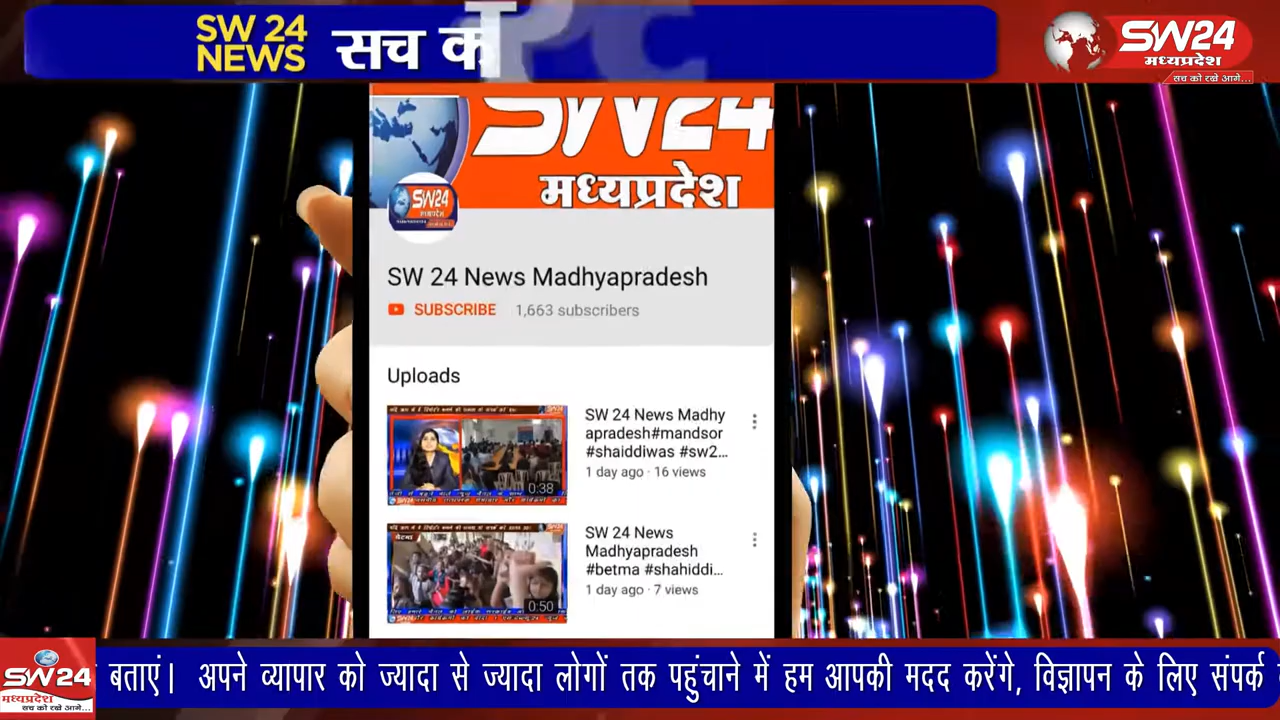 SW 24
NEWS
सच क
SW24
मध्यप्रदेश
सच को रखे आगे...
SW24
मध्यप्रदेश
SW24
SW 24 News Madhyapradesh
SUBSCRIBE 1,663 subscribers
Uploads
SW 24 News Madhy
apradesh#mandsor
#shaiddiwas #sw2...
1 day ago · 16 views
0:38
SW 24 News
Madhyapradesh
#betma #shahiddi...
1 day ago · 7 views
बेटमा
0:50
SW24
मध्यप्रदेश
सच को रखे आगे...
बताएं। अपने व्यापार को ज्यादा से ज्यादा लोगों तक पहुंचाने में हम आपकी मदद करेंगे, विज्ञापन के लिए संपर्क